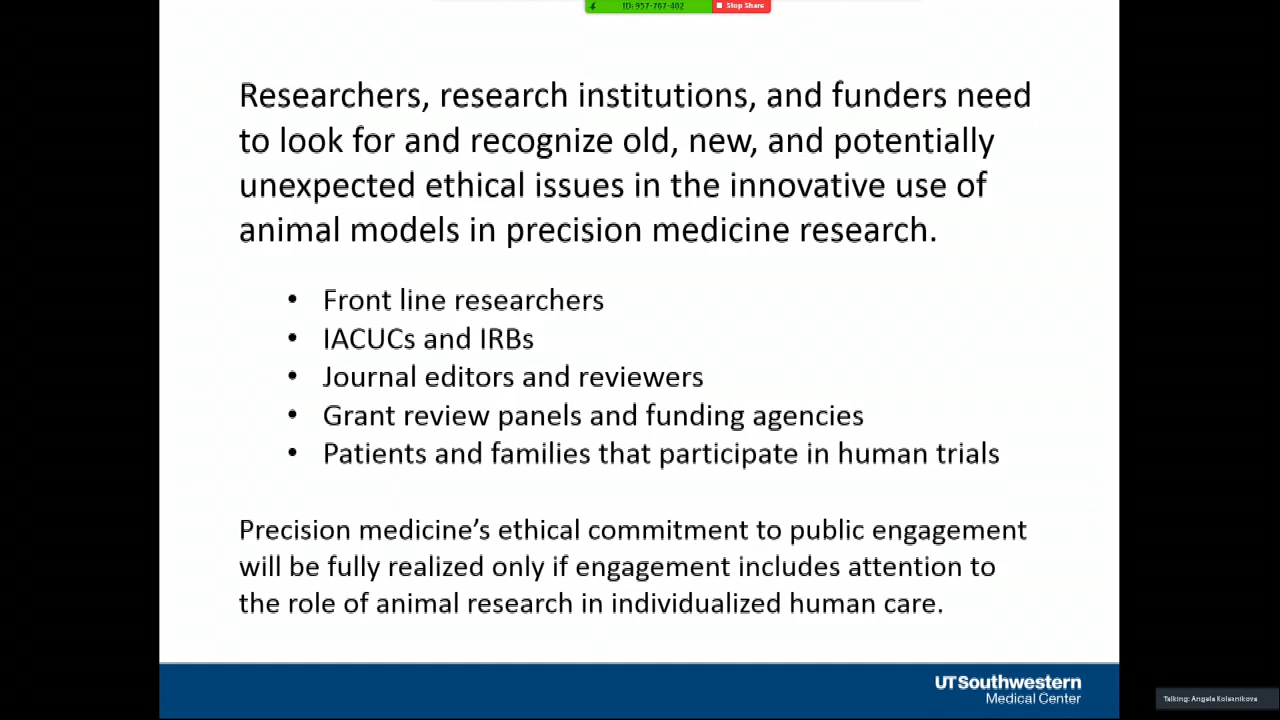 ID: 957-767-402
Stop Share
Researchers, research institutions, and funders need
to look for and recognize old, new, and potentially
unexpected ethical issues in the innovative use of
animal models in precision medicine research.
• Front line researchers
• IACUCs and IRBs
• Journal editors and reviewers
• Grant review panels and funding agencies
• Patients and families that participate in human trials
Precision medicine’s ethical commitment to public engagement
will be fully realized only if engagement includes attention to
the role of animal research in individualized human care.
UTSouthwestern
Medical Center
Talking: Angela Kolesnikova